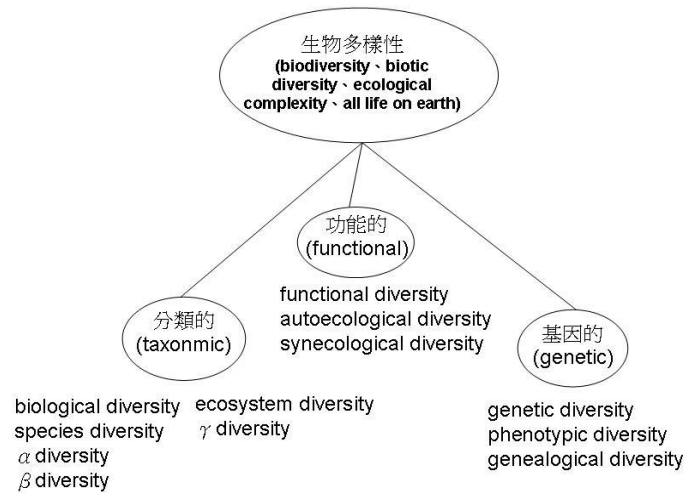 生物多樣性
(biodiversity、biotic
diversity、ecological
complexity、all life on earth)
功能的
(functional)
functional diversity
autoecological diversity
synecological diversity
分類的
(taxonmic)
biological diversity
species diversity
α diversity
β diversity
ecosystem diversity
γ diversity
基因的
(genetic)
genetic diversity
phenotypic diversity
genealogical diversity